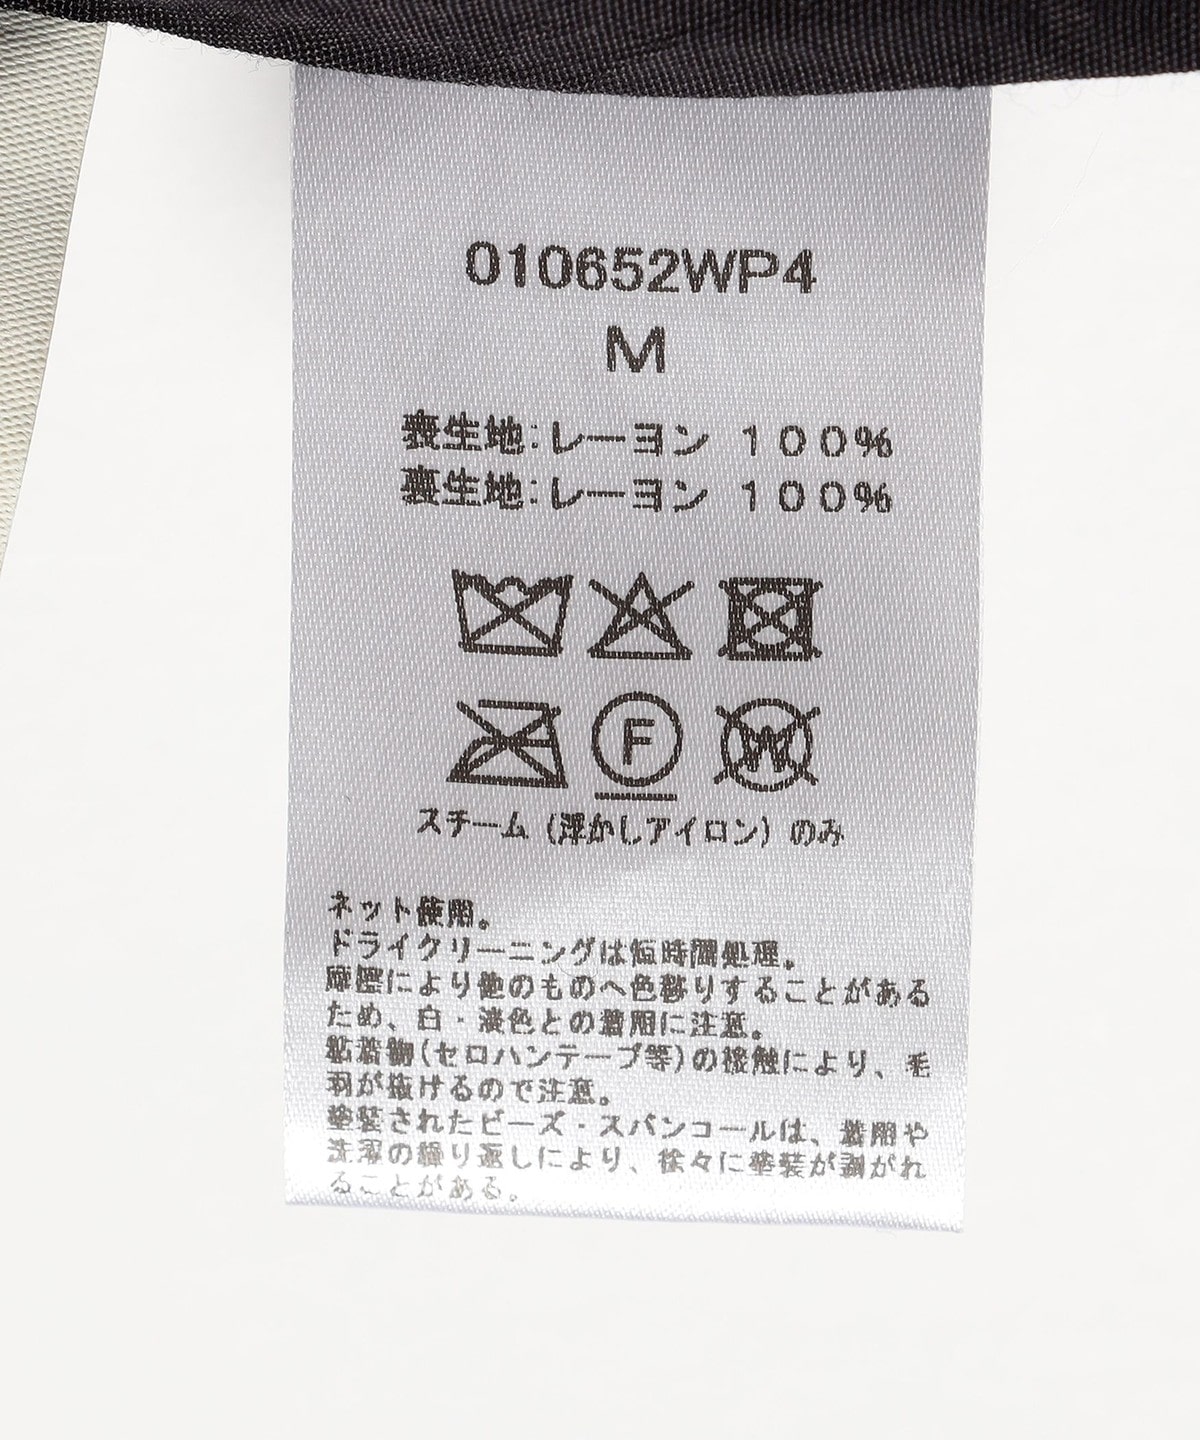 010652WP4
M
表生地:レーヨン 100%
裏生地:レーヨン 100%
F
W
スチーム(浮かしアイロン)のみ
ネット使用。
ドライクリーニングは短時間処理。
摩擦により他のものへ色移りすることがある
ため、白・淡色との着用に注意。
粘着物(セロハンテープ等)の接触により、毛
羽が抜けるので注意。
塗装されたビーズ・スパンコールは、着用や
洗濯の繰り返しにより、徐々に塗装が剥がれ
ることがある。